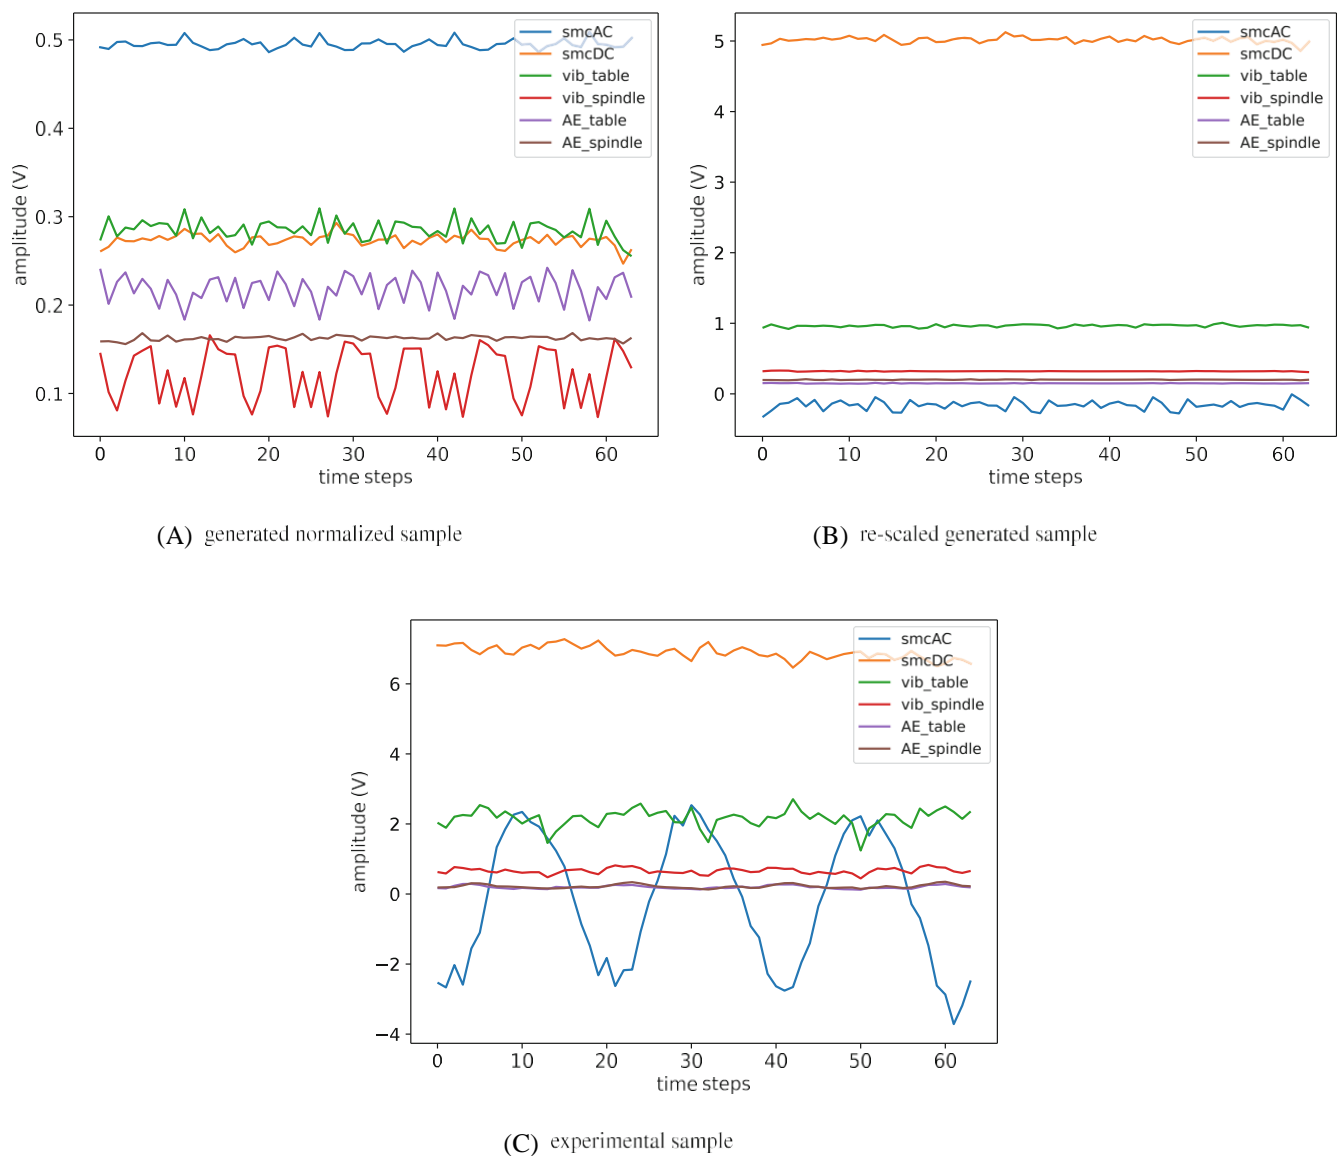 0.5
0.4
0.3
0.2
0.1
amplitude (V)
0 10 20 30 40 50 60
time steps
smcAC
smcDC
vib_table
vib_spindle
AE_table
AE_spindle
(A) generated normalized sample
5
4
3
2
1
0
amplitude (V)
0 10 20 30 40 50 60
time steps
smcAC
smcDC
vib_table
vib_spindle
AE_table
AE_spindle
(B) re-scaled generated sample
6
4
2
0
−2
−4
amplitude (V)
0 10 20 30 40 50 60
time steps
smcAC
smcDC
vib_table
vib_spindle
AE_table
AE_spindle
(C) experimental sample